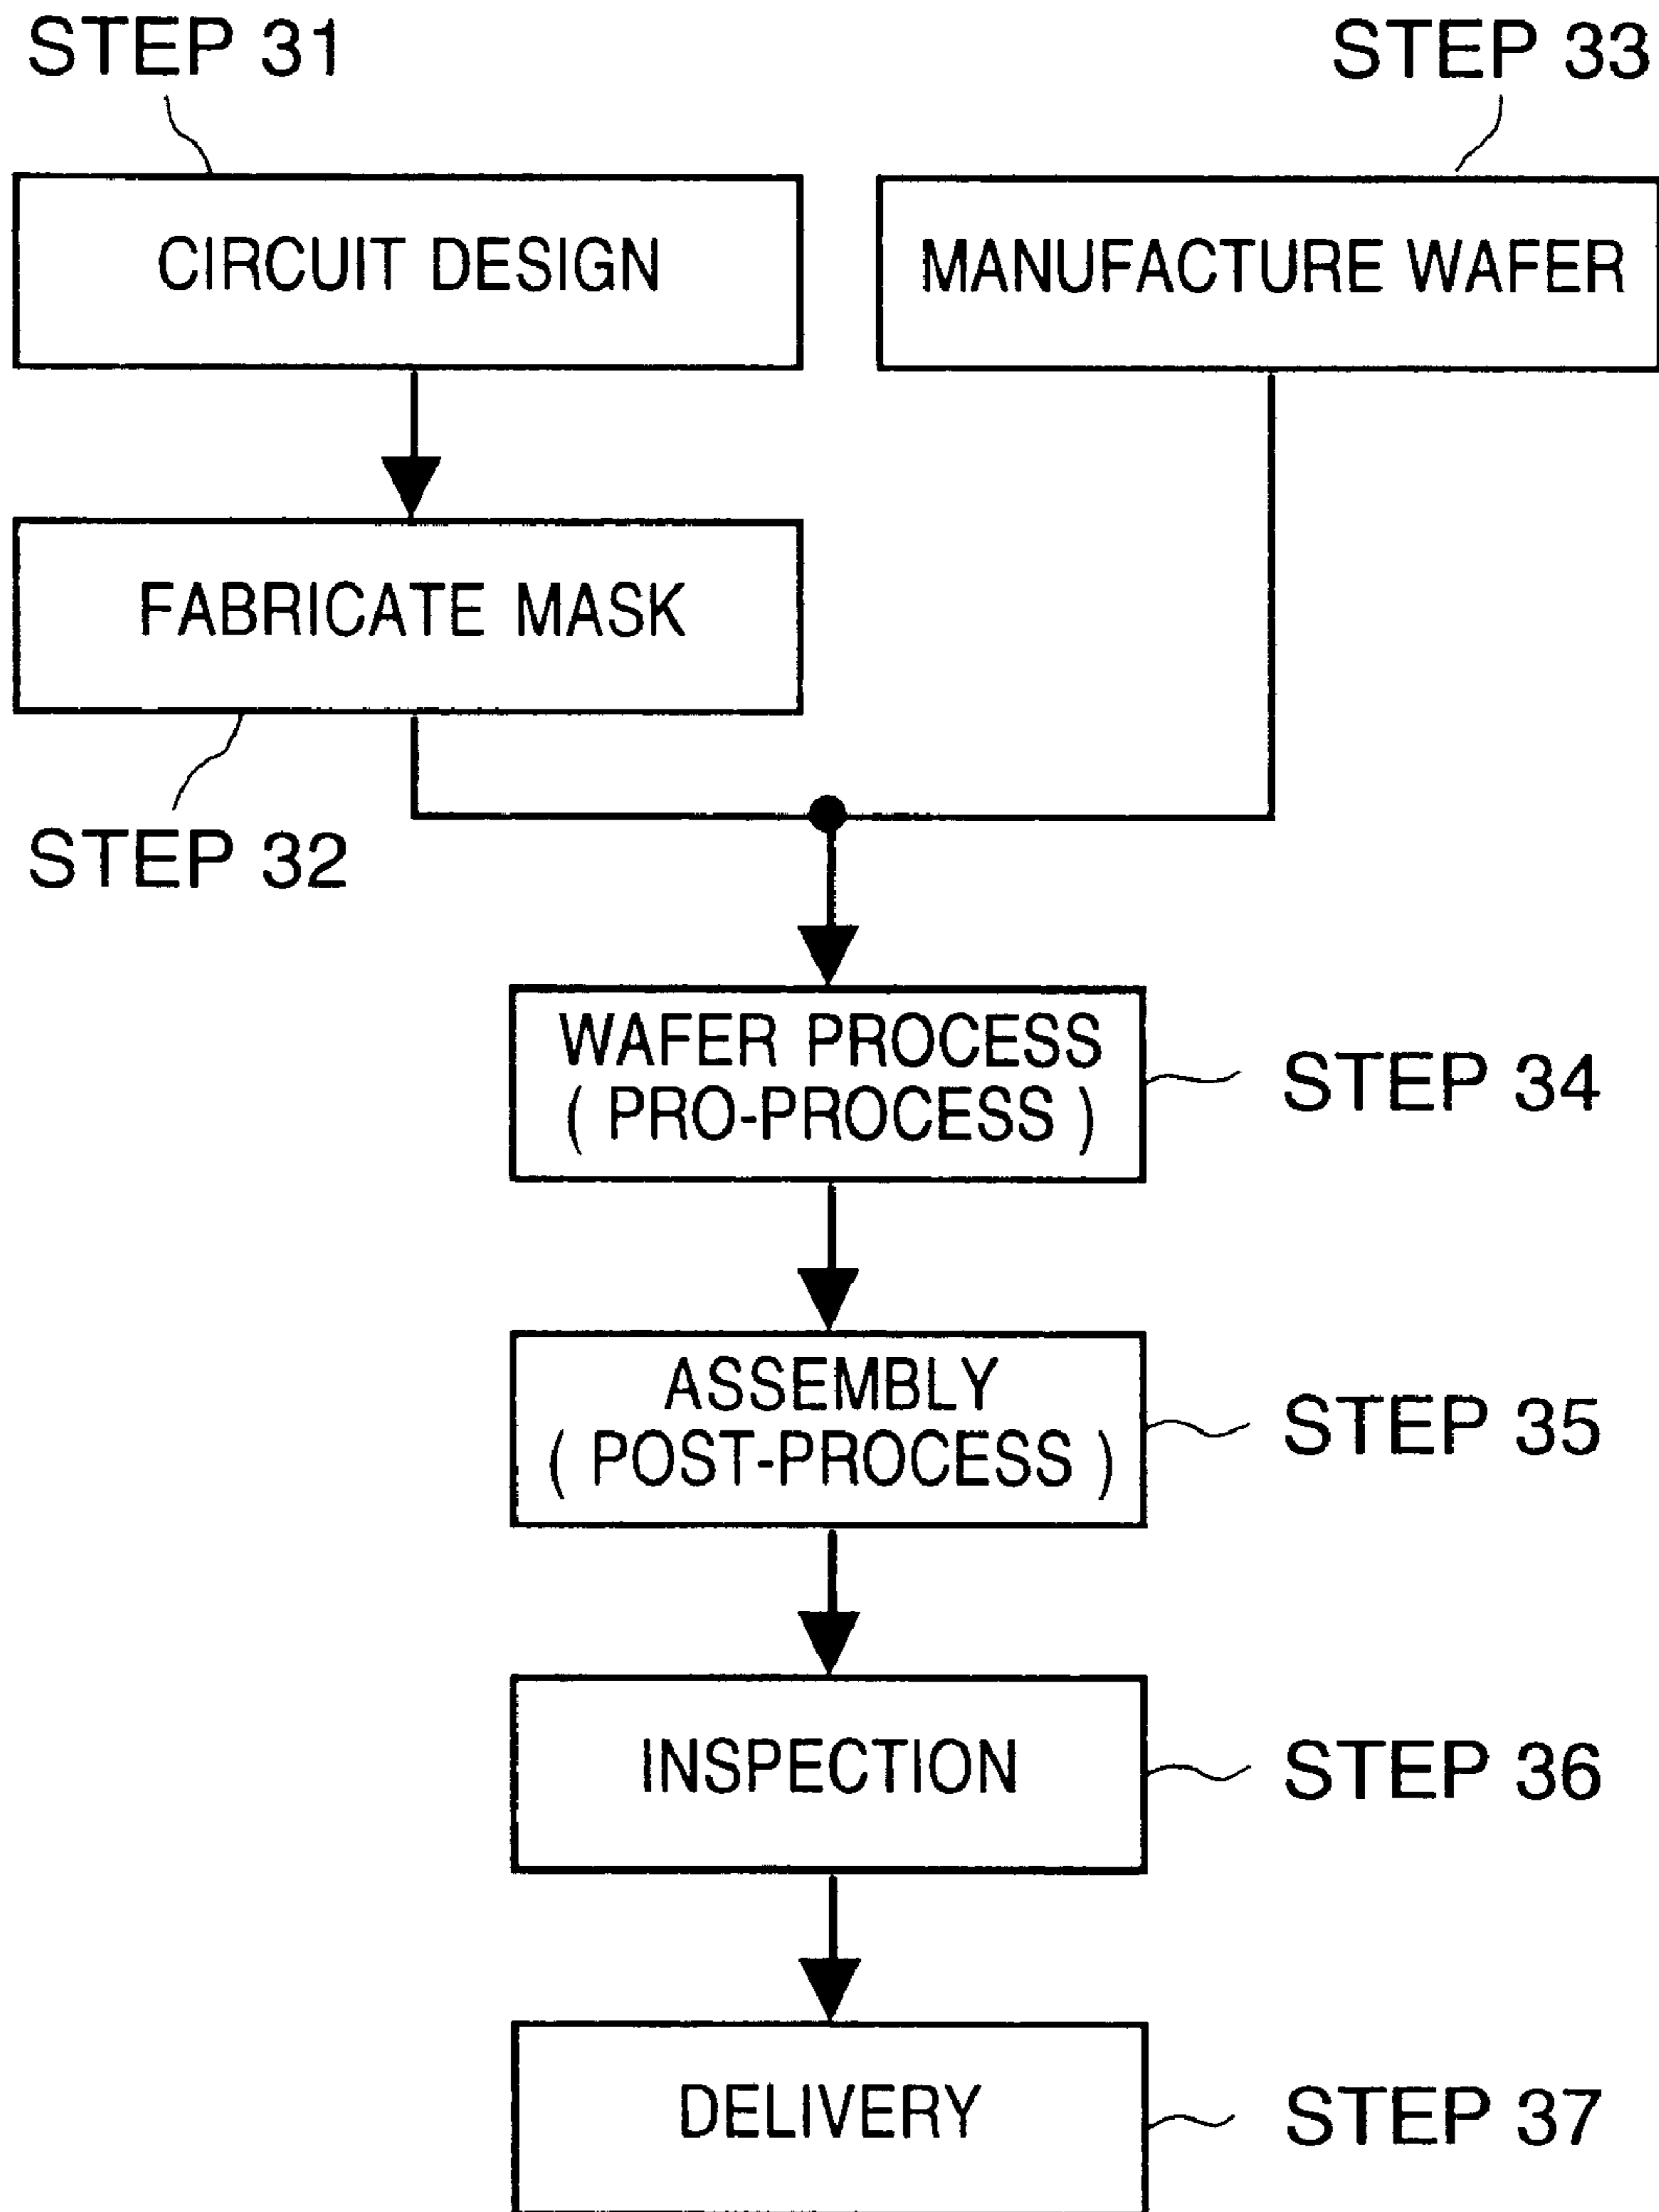 STEP 31
STEP 33
CIRCUIT DESIGN
MANUFACTURE WAFER
FABRICATE MASK
STEP 32
WAFER PROCESS
( PRO-PROCESS )
STEP 34
ASSEMBLY
( POST-PROCESS )
STEP 35
INSPECTION
STEP 36
DELIVERY
STEP 37